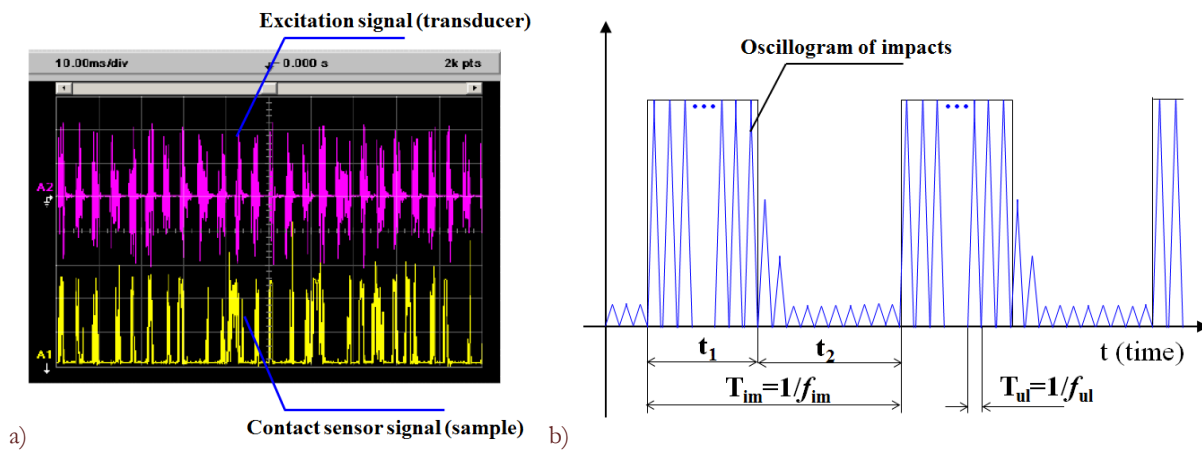 Excitation signal (transducer)
10.00ms/div 0.000 s 2k pts
A2
A1
Contact sensor signal (sample)
a)
Oscillogram of impacts
t₁ t₂
t (time)
Tᵢₘ=1/fᵢₘ Tᵤₗ=1/fᵤₗ
b)